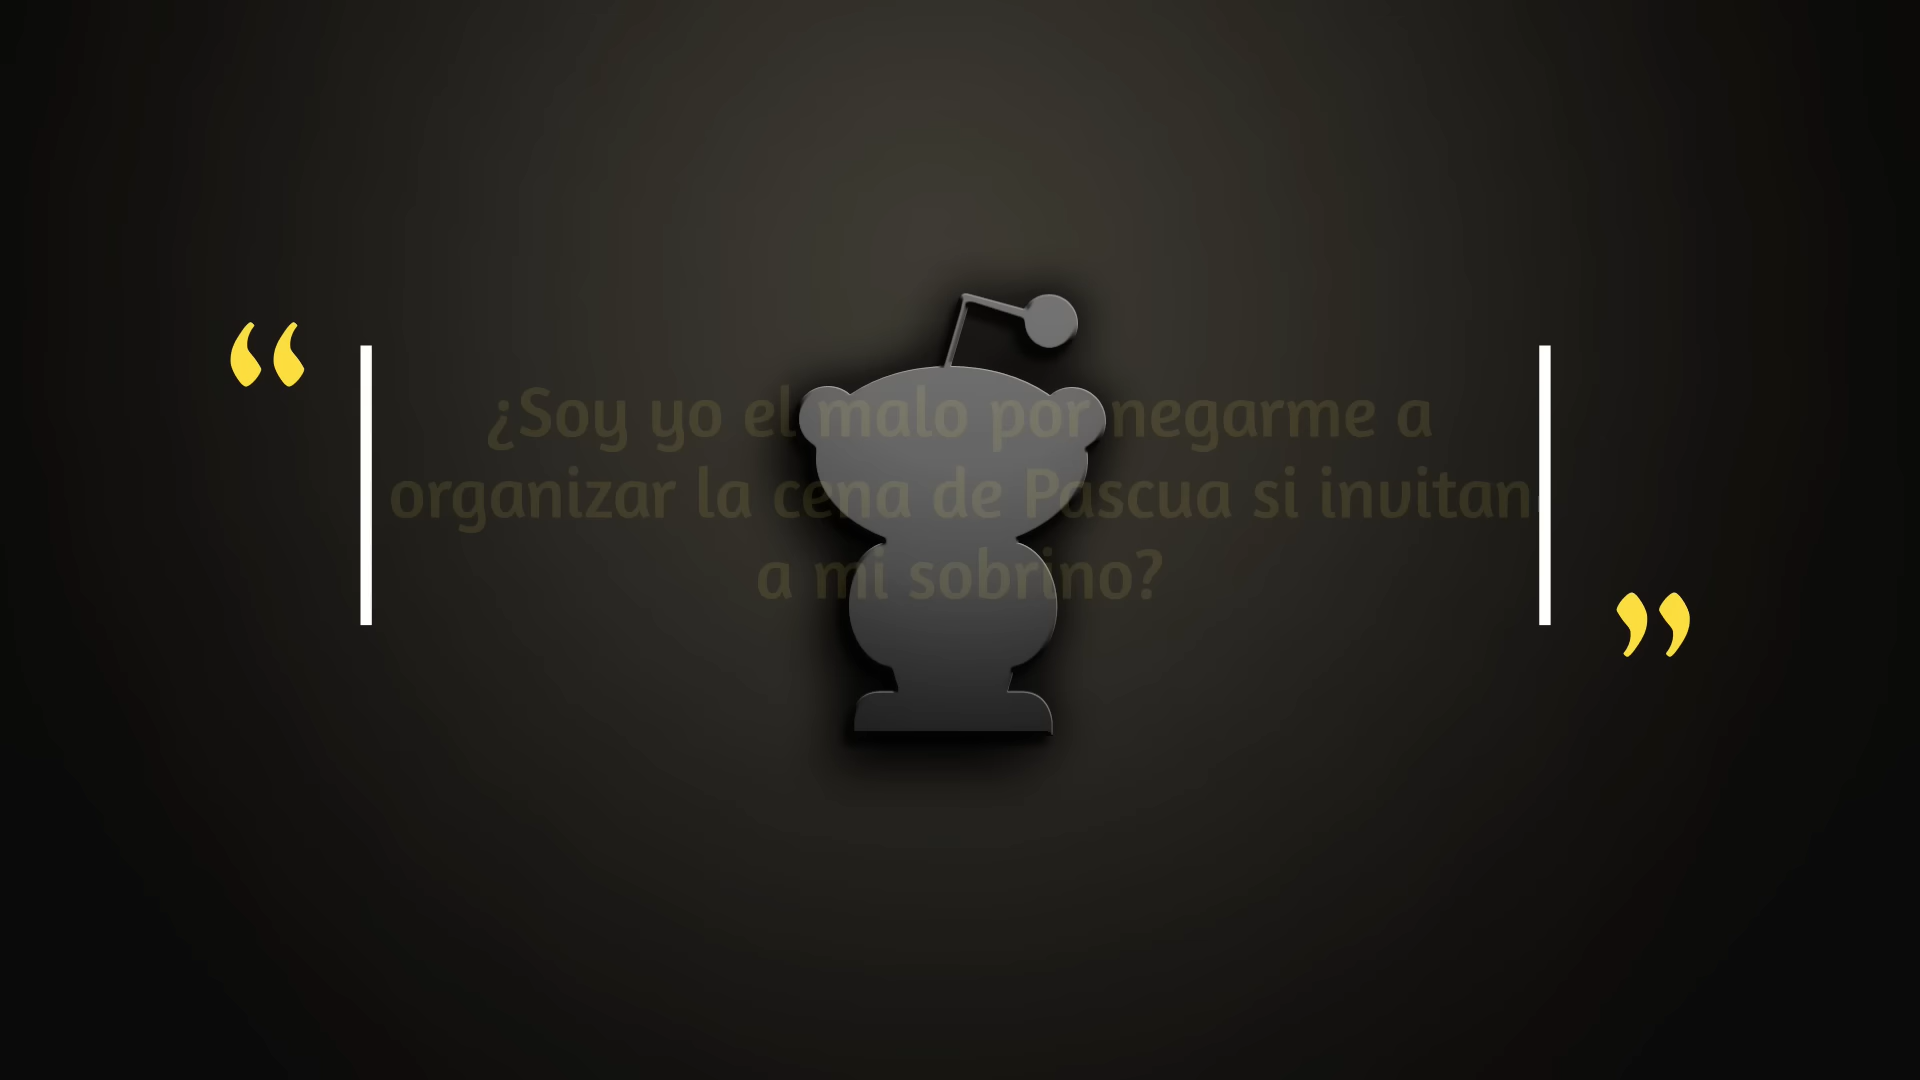 “
¿Soy yo el malo por negarme a
organizar la cena de Pascua si invitan
a mi sobrino?
”